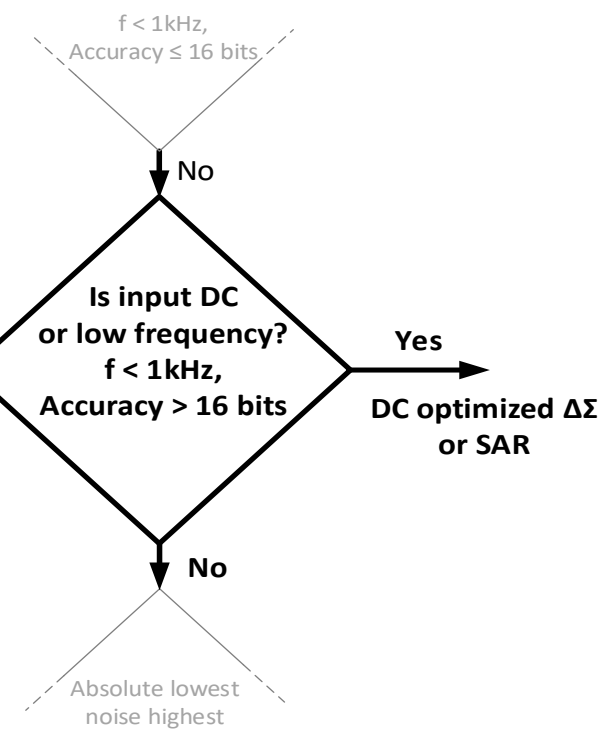 f < 1kHz,
Accuracy ≤ 16 bits
No
Is input DC
or low frequency?
f < 1kHz,
Accuracy > 16 bits
Yes
DC optimized ΔΣ
or SAR
No
Absolute lowest
noise highest